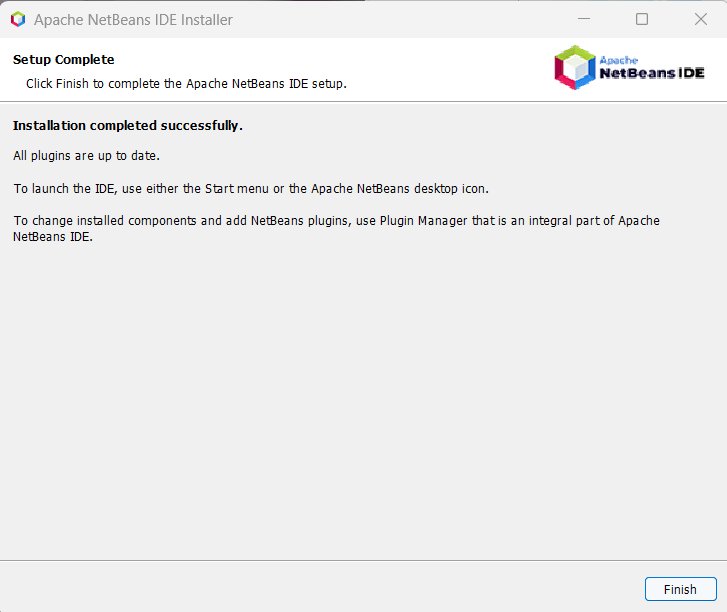 Apache NetBeans IDE Installer
Setup Complete
Click Finish to complete the Apache NetBeans IDE setup.
Apache
NetBeans IDE
Installation completed successfully.
All plugins are up to date.
To launch the IDE, use either the Start menu or the Apache NetBeans desktop icon.
To change installed components and add NetBeans plugins, use Plugin Manager that is an integral part of Apache
NetBeans IDE.
Finish